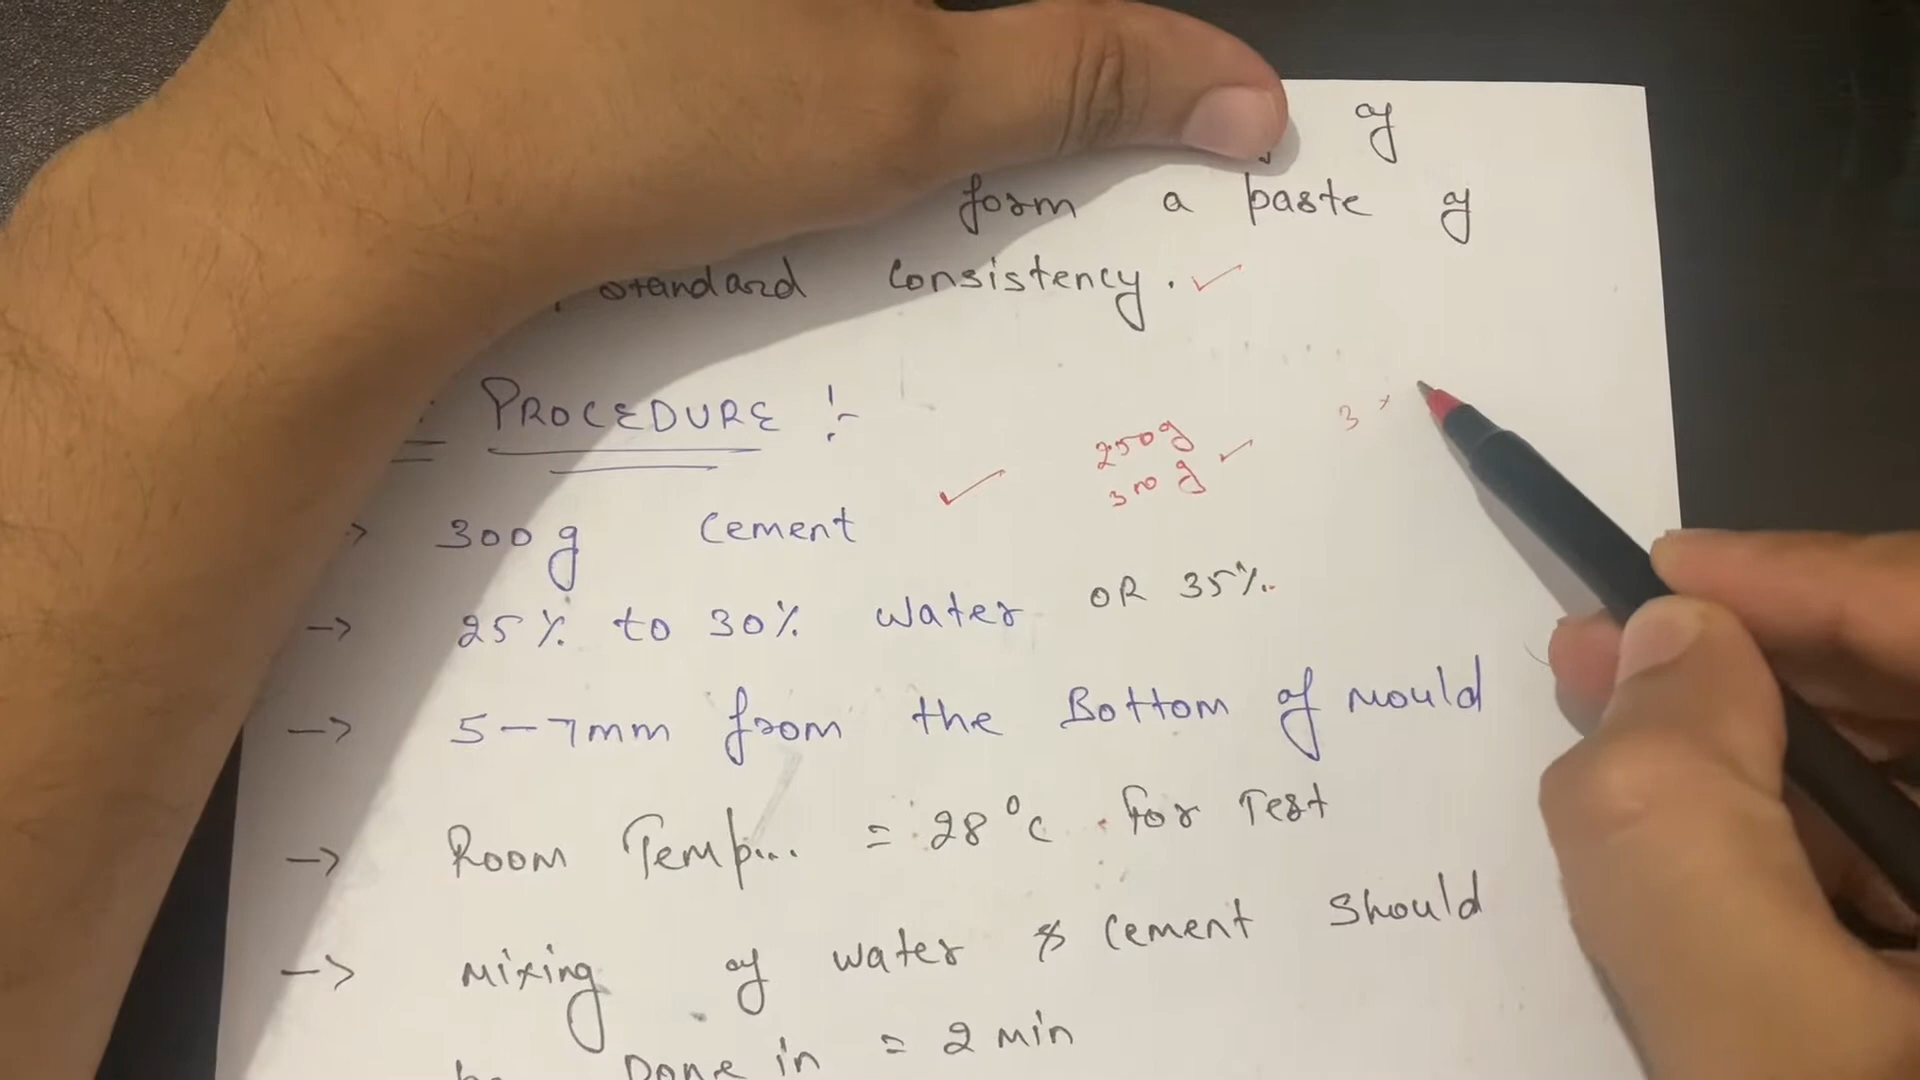 of
form a paste of
standard consistency.
PROCEDURE :-
250g
300g
3 ×
300g cement
-> 25% to 30% water OR 35%.
-> 5-7mm from the Bottom of mould
-> Room Temp... = 28°c for Test
-> Mixing of water & cement should
Done in = 2 min